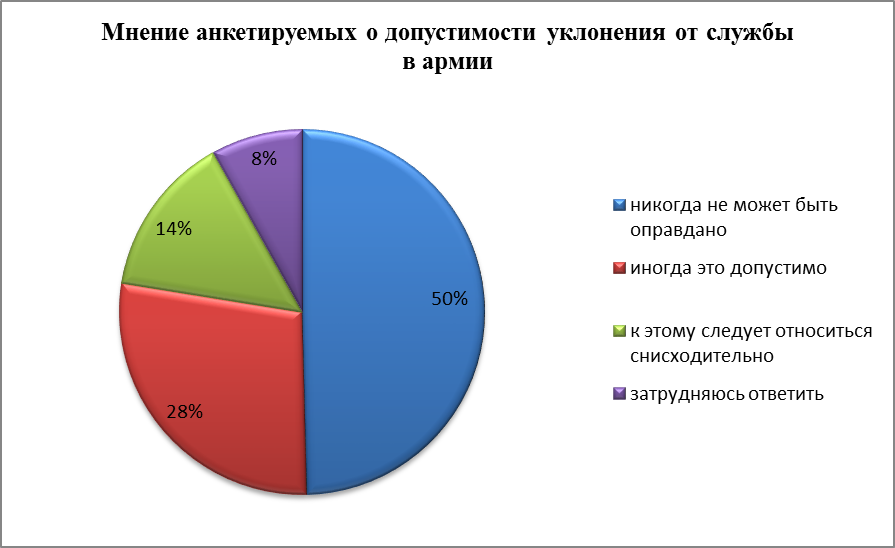 Мнение анкетируемых о допустимости уклонения от службы
в армии
8%
14%
50%
28%
никогда не может быть
оправдано
иногда это допустимо
к этому следует относиться
снисходительно
затрудняюсь ответить